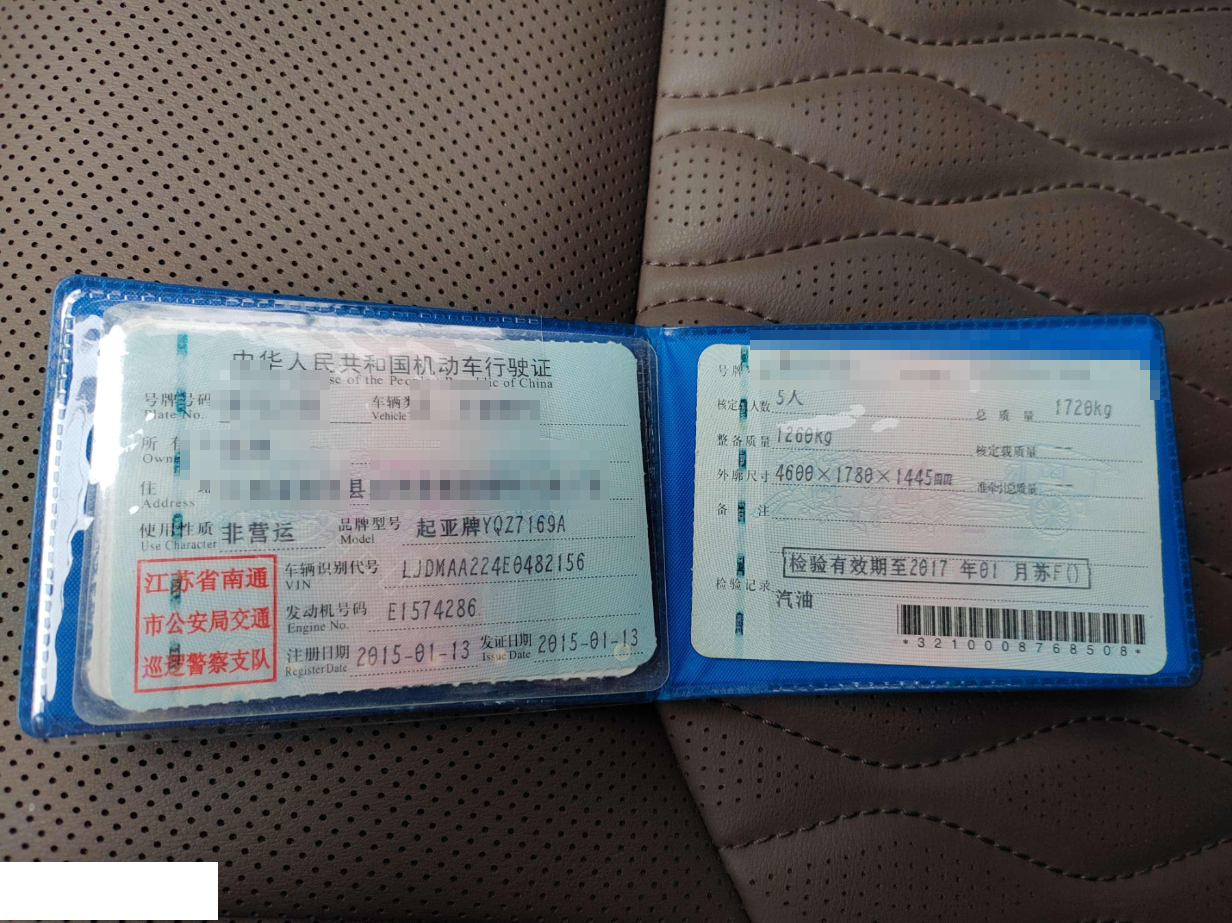 中华人民共和国机动车行驶证
se of the People's Republic of China
号牌号码
Plate No.
车辆类
Vehicle
所有
Own
住
Address
县
使用性质 非营运
Use Character
品牌型号 起亚牌YQZ7169A
Model
江苏省南通
市公安局交通
巡逻警察支队
车辆识别代号 LJDMAA224E0482156
VIN
发动机号码 E1574286
Engine No.
注册日期 2015-01-13 发证日期 2015-01-13
Register Date Issue Date
号牌
核定人数 5人
总质量 1720kg
整备质量 1260kg
核定载质量 --
外廓尺寸 4600×1780×1445mm
准牵引总质量 --
备注
检验有效期至2017 年01 月苏F()
检验记录
汽油
*3210008768508*